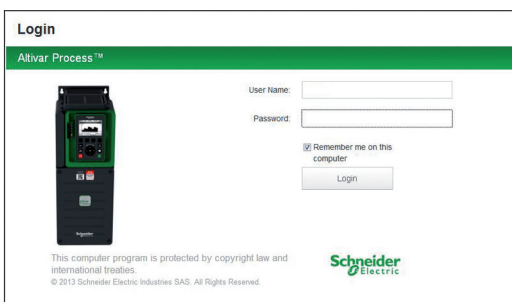 Login
Altivar Process™
User Name:
Password:
Remember me on this
computer
Login
This computer program is protected by copyright law and
international treaties.
© 2013 Schneider Electric Industries SAS. All Rights Reserved.
Schneider
Electric
Schneider